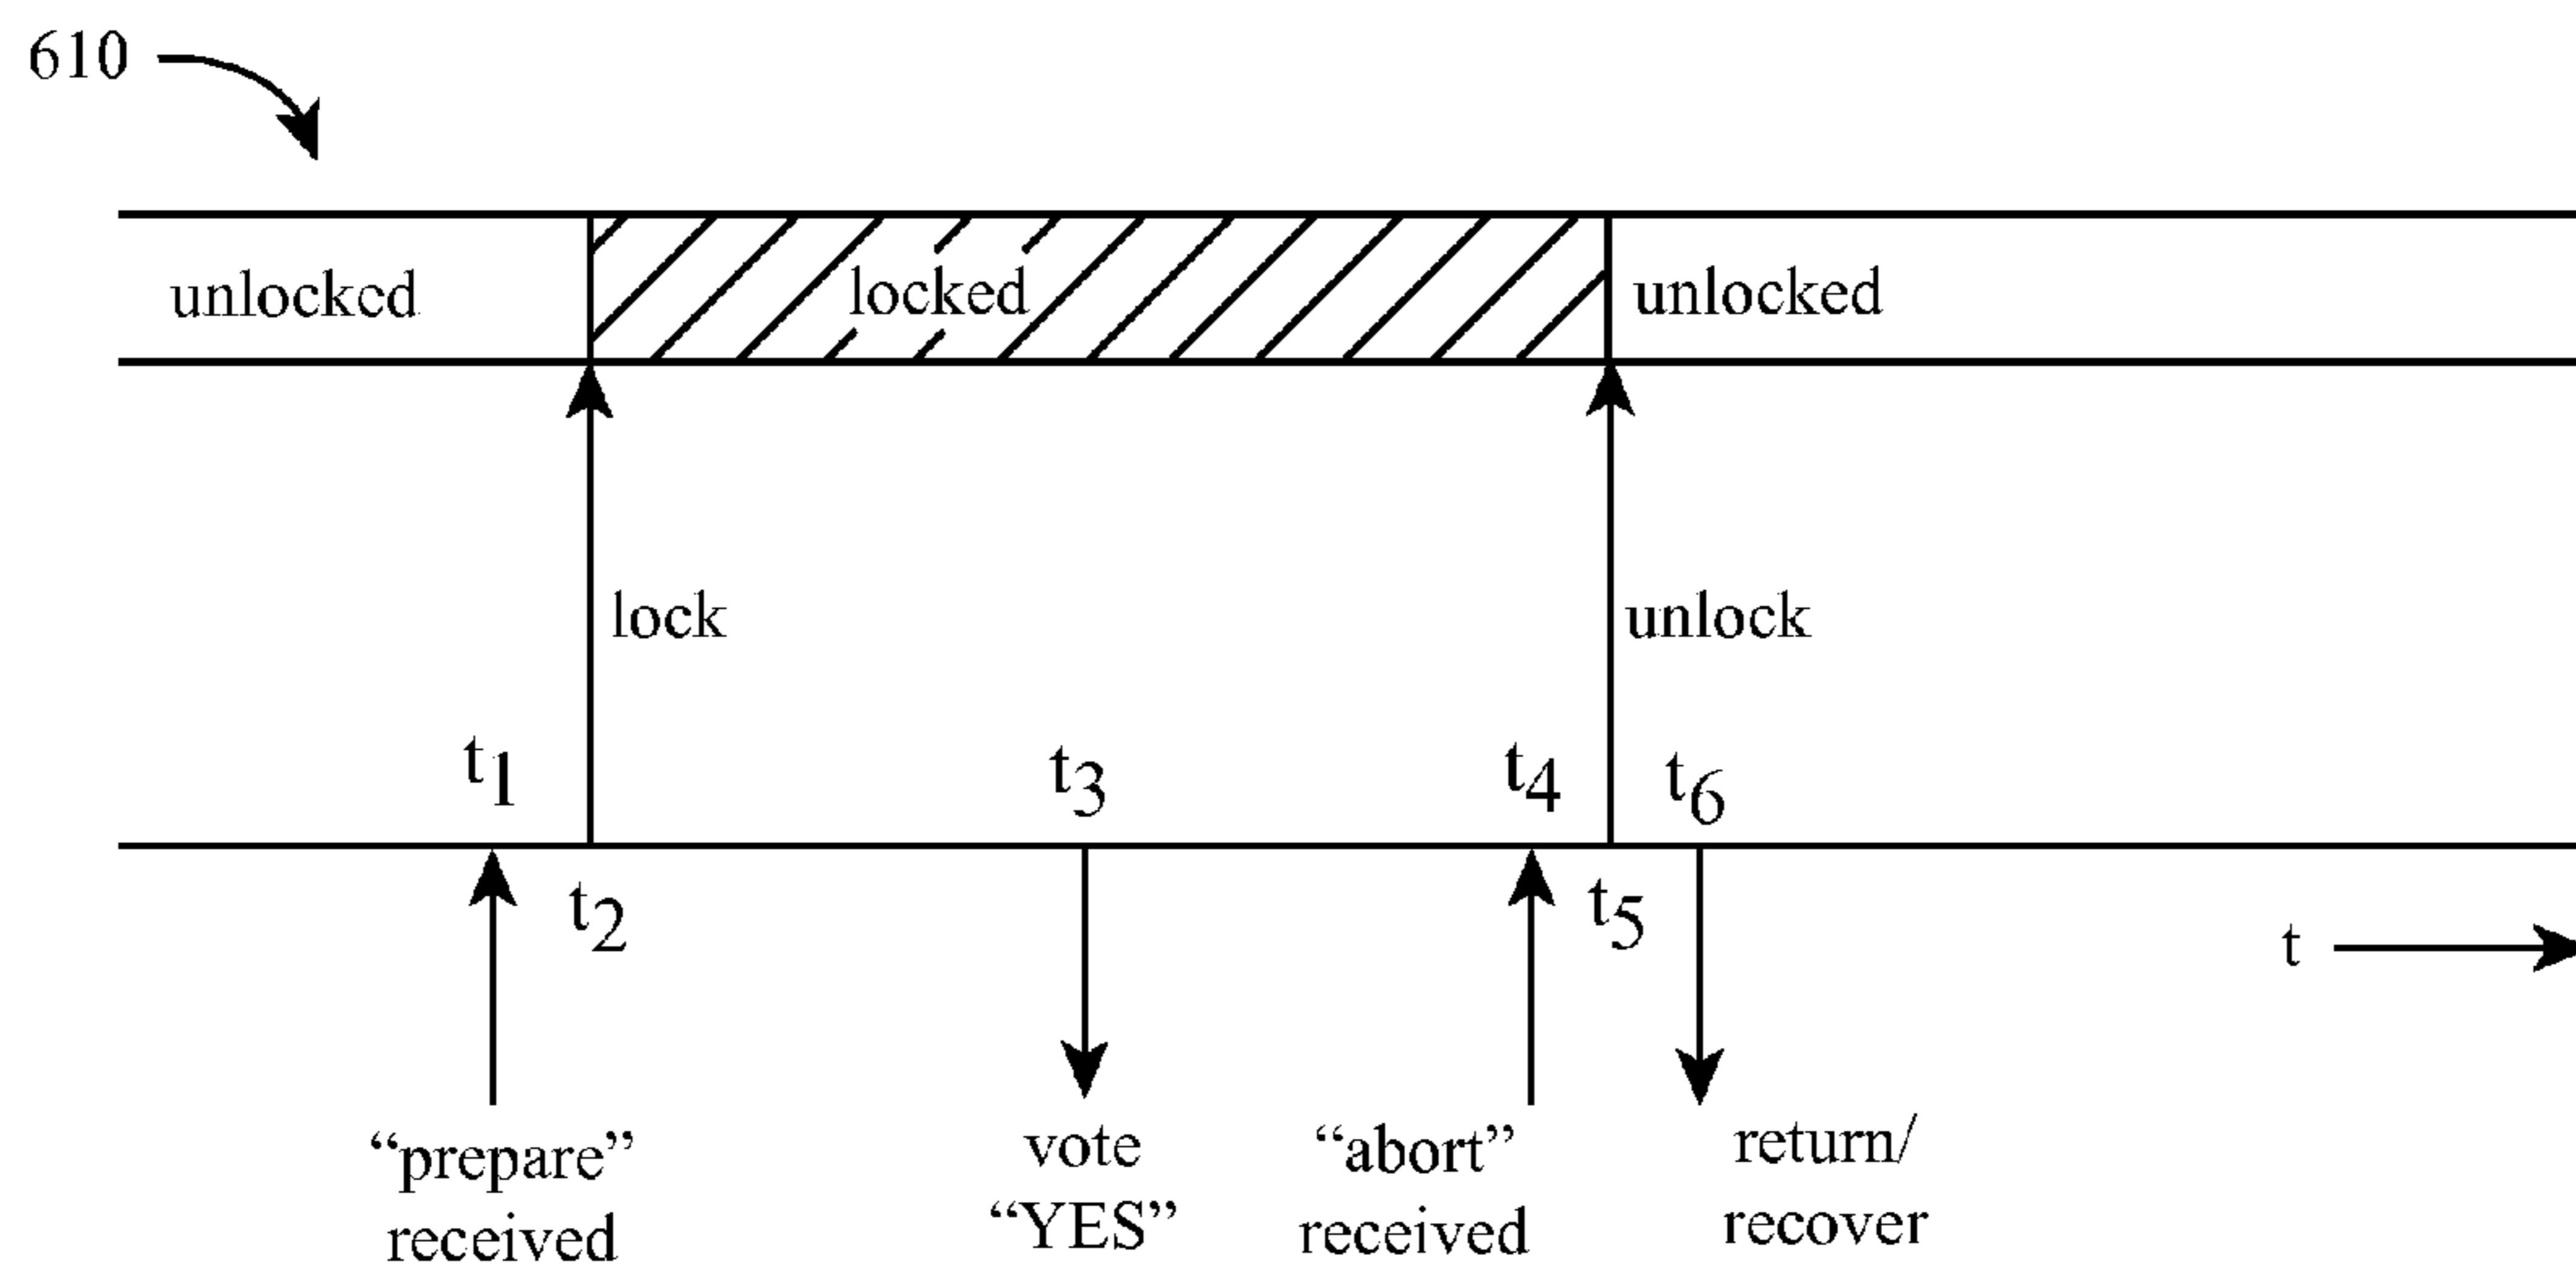 610
unlocked
locked
unlocked
lock
unlock
t1
t3
t4
t6
t2
t5
t
“prepare”
received
vote
“YES”
“abort”
received
return/
recover